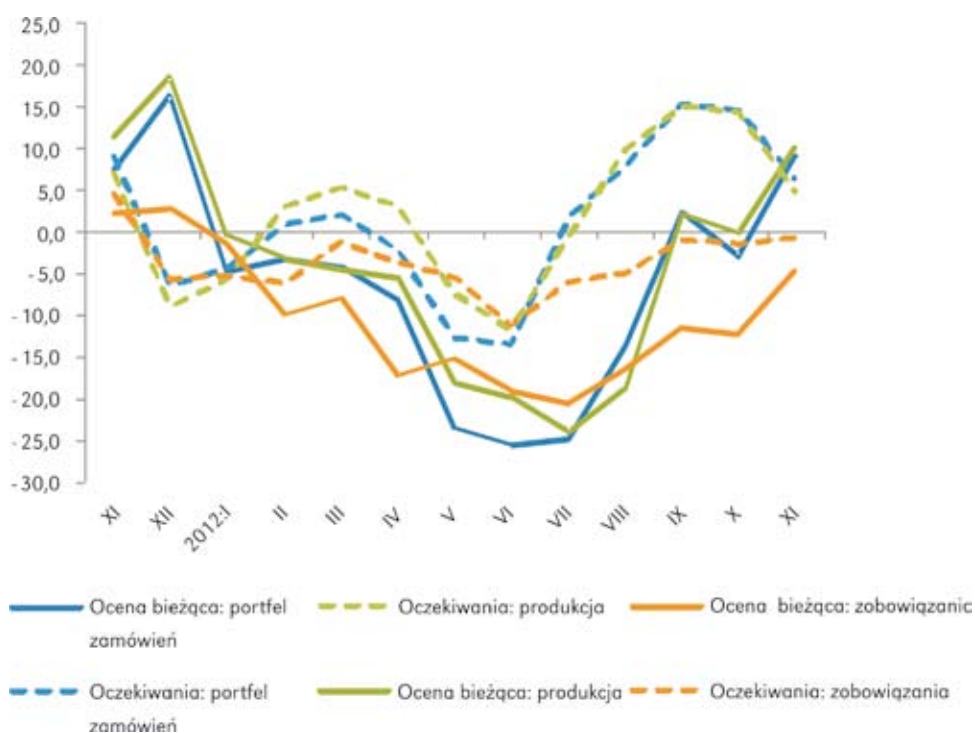 25,0
20,0
15,0
10,0
5,0
0,0
-5,0
-10,0
-15,0
-20,0
-25,0
-30,0
XI XII 2012:I II III IV V VI VII VIII IX X XI
Ocena bieżąca: portfel zamówień
Oczekiwania: produkcja
Ocena bieżąca: zobowiązanic
Oczekiwania: portfel zamówień
Ocena bieżąca: produkcja
Oczekiwania: zobowiązania